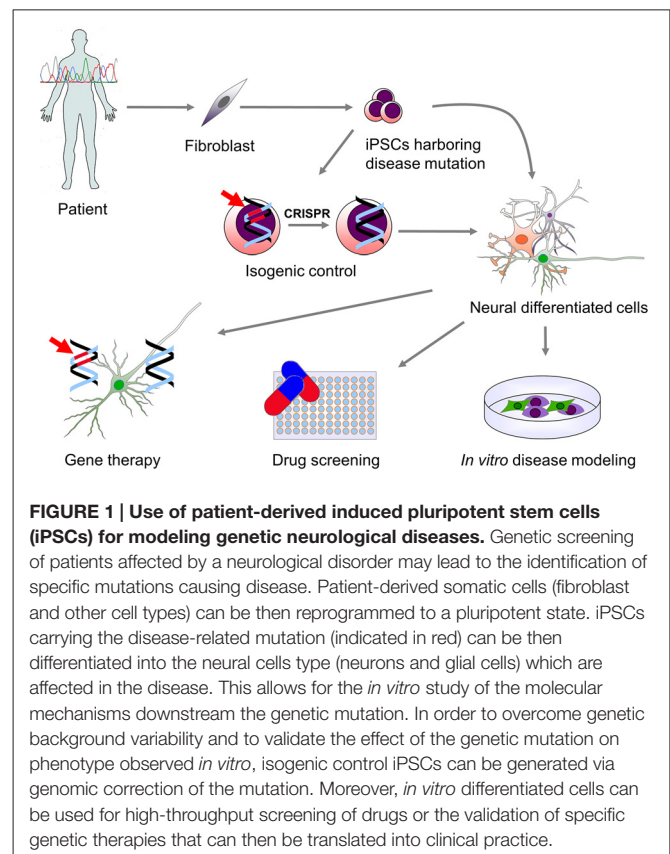 Fibroblast
iPSCs harboring
disease mutation
Patient
CRISPR
Isogenic control
Neural differentiated cells
Gene therapy
Drug screening
In vitro disease modeling
FIGURE 1 | Use of patient-derived induced pluripotent stem cells
(iPSCs) for modeling genetic neurological diseases. Genetic screening
of patients affected by a neurological disorder may lead to the identification of
specific mutations causing disease. Patient-derived somatic cells (fibroblast
and other cell types) can be then reprogrammed to a pluripotent state. iPSCs
carrying the disease-related mutation (indicated in red) can be then
differentiated into the neural cells type (neurons and glial cells) which are
affected in the disease. This allows for the in vitro study of the molecular
mechanisms downstream the genetic mutation. In order to overcome genetic
background variability and to validate the effect of the genetic mutation on
phenotype observed in vitro, isogenic control iPSCs can be generated via
genomic correction of the mutation. Moreover, in vitro differentiated cells can
be used for high-throughput screening of drugs or the validation of specific
genetic therapies that can then be translated into clinical practice.